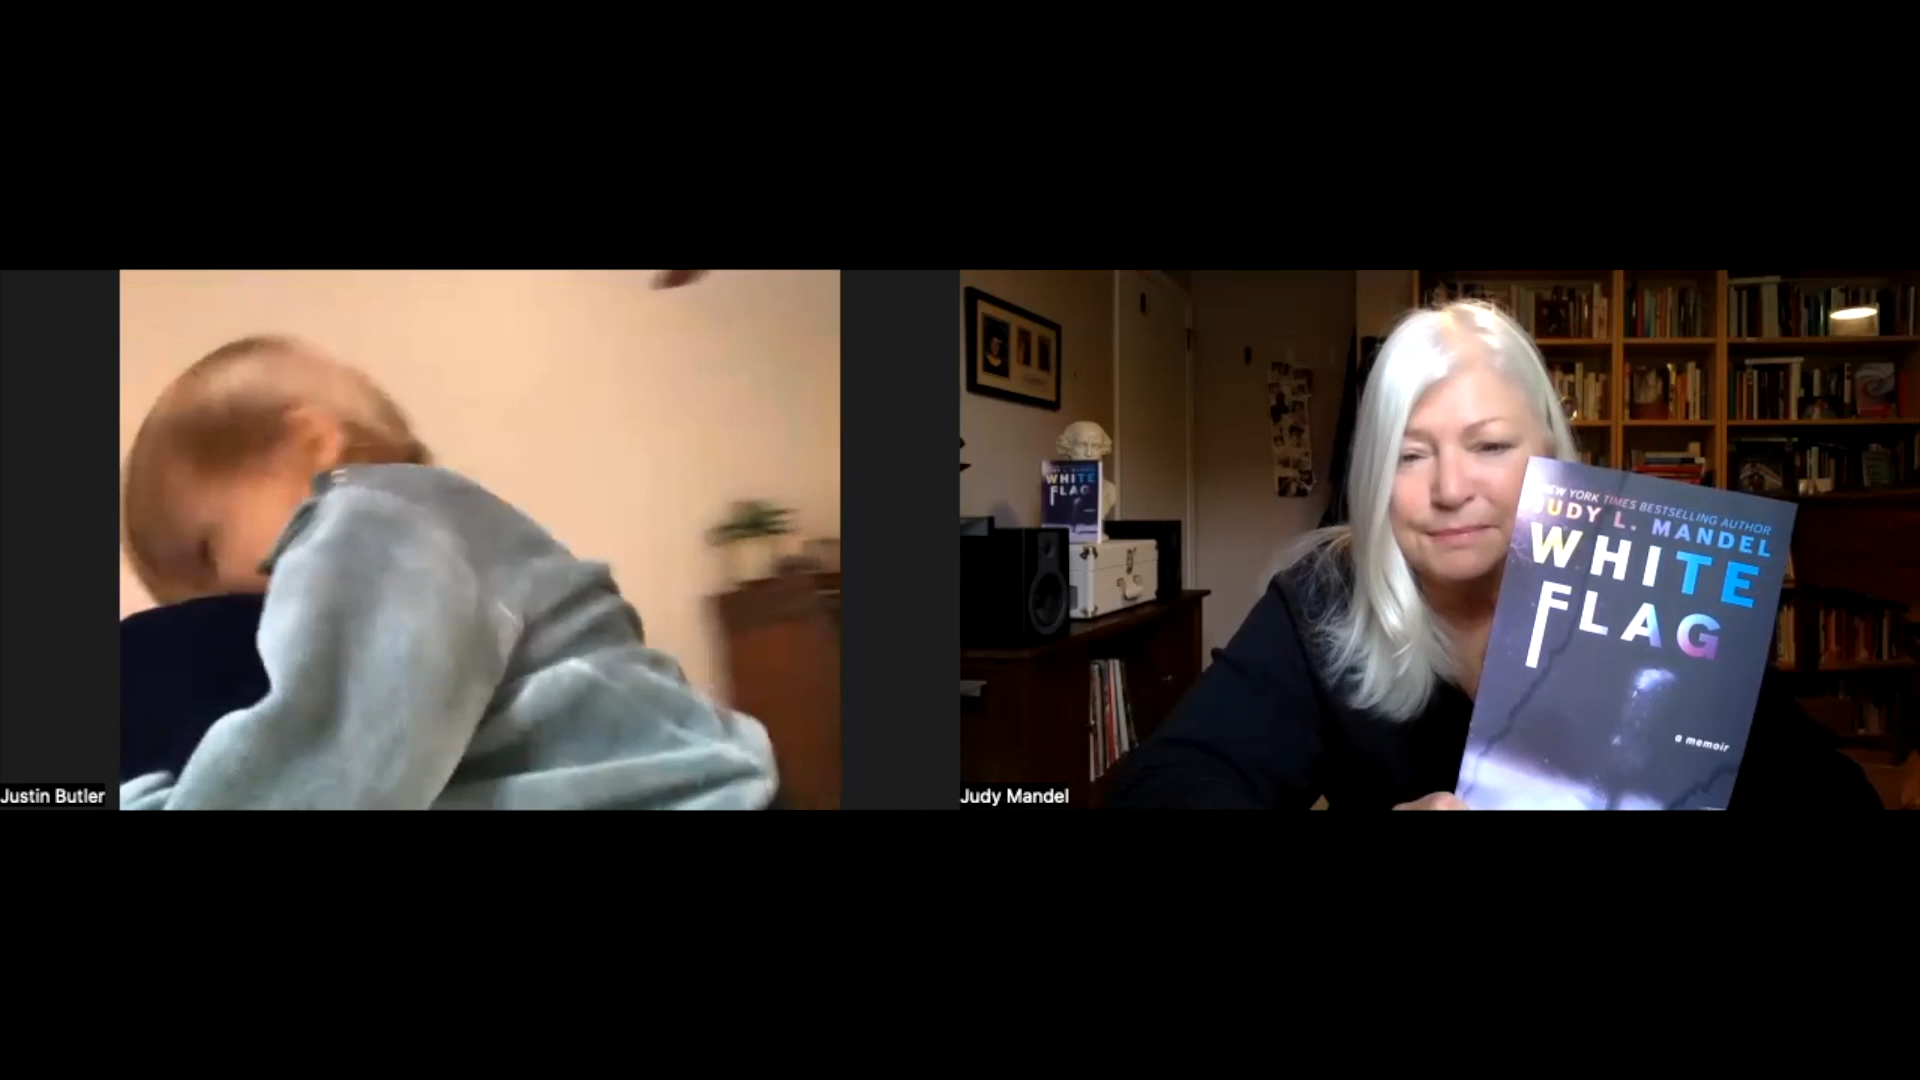 Justin Butler
WHITE
FLAG
NEW YORK TIMES BESTSELLING AUTHOR
JUDY L. MANDEL
WHITE
FLAG
a memoir
Judy Mandel